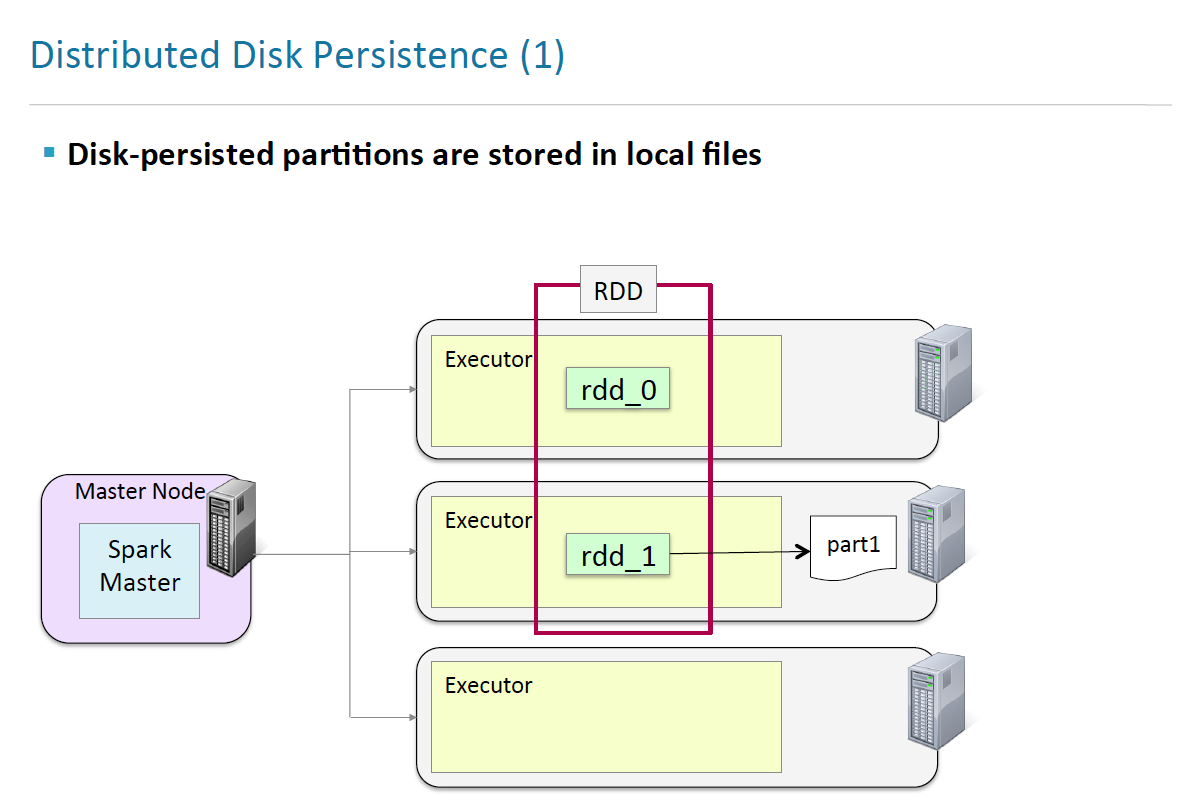 Distributed Disk Persistence (1)
Disk-persisted partitions are stored in local files
RDD
Executor
rdd_0
Master Node
Spark
Master
Executor
rdd_1
part1
Executor